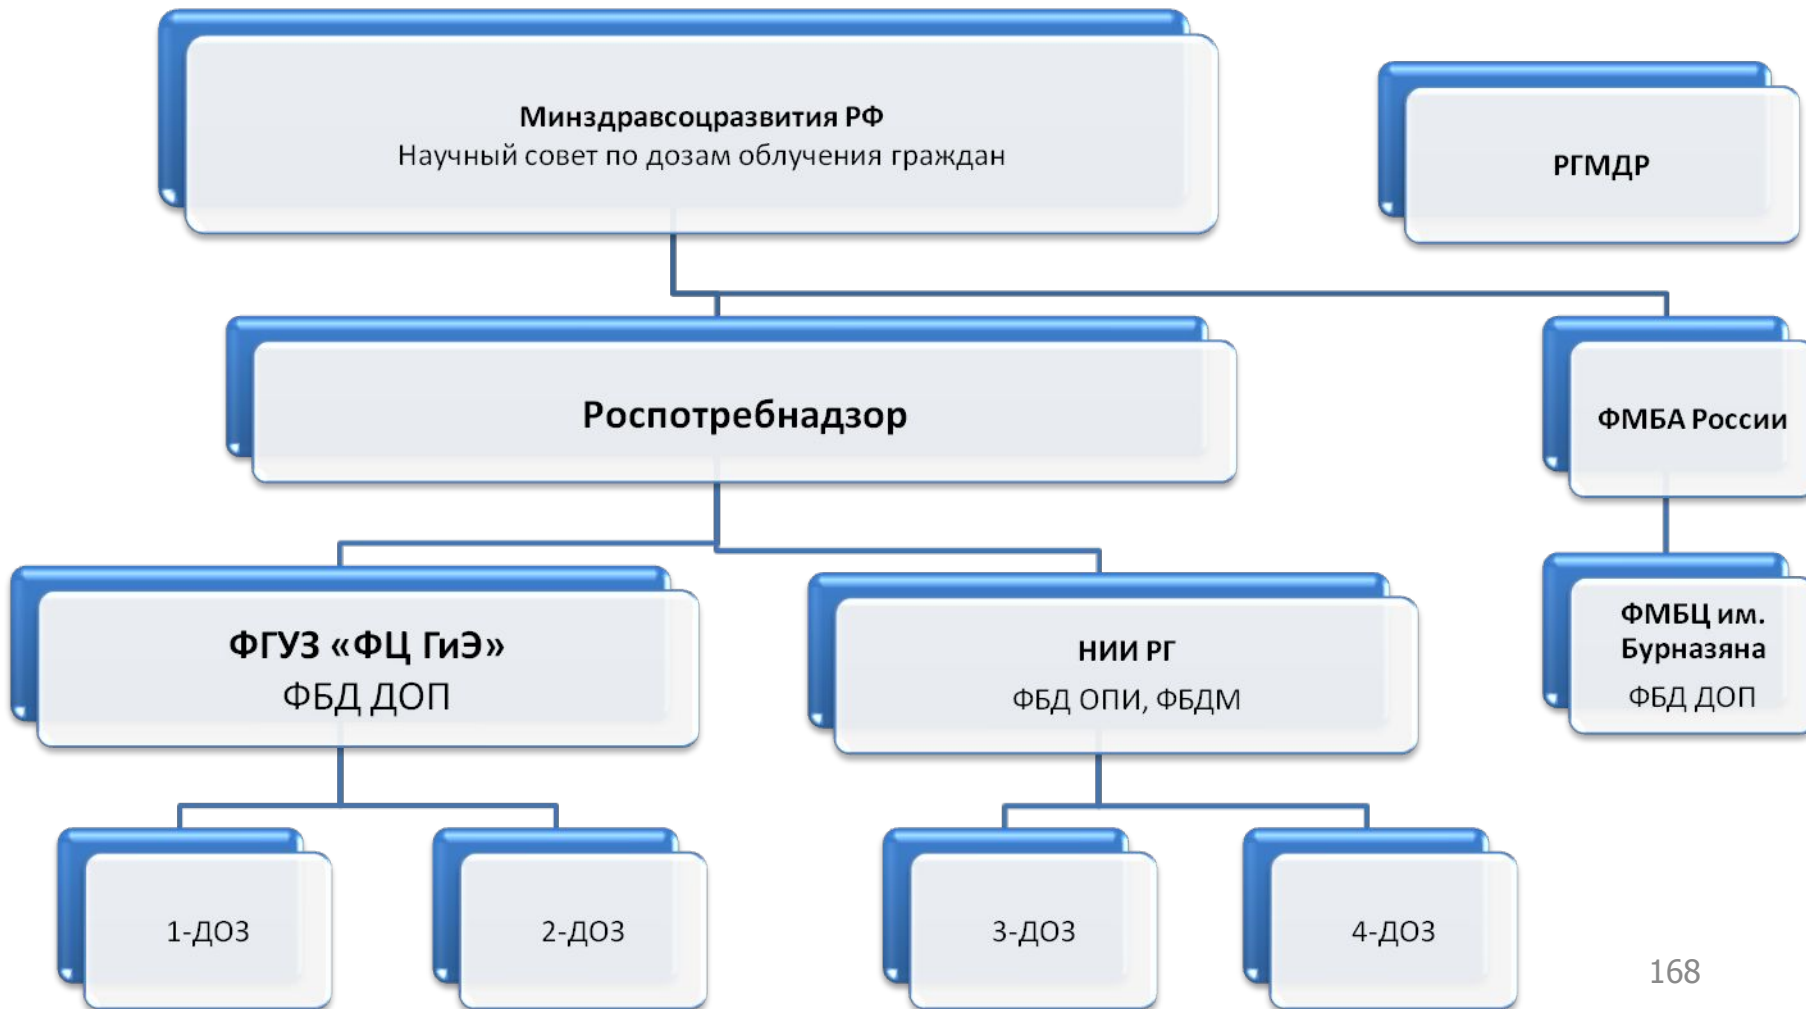 Минздравсоцразвития РФ
Научный совет по дозам облучения граждан
РГМДР
Роспотребнадзор
ФМБА России
ФГУЗ «ФЦ ГиЭ»
ФБД ДОП
НИИ РГ
ФБД ОПИ, ФБДМ
ФМБЦ им.
Бурназяна
ФБД ДОП
1-ДОЗ
2-ДОЗ
3-ДОЗ
4-ДОЗ
168